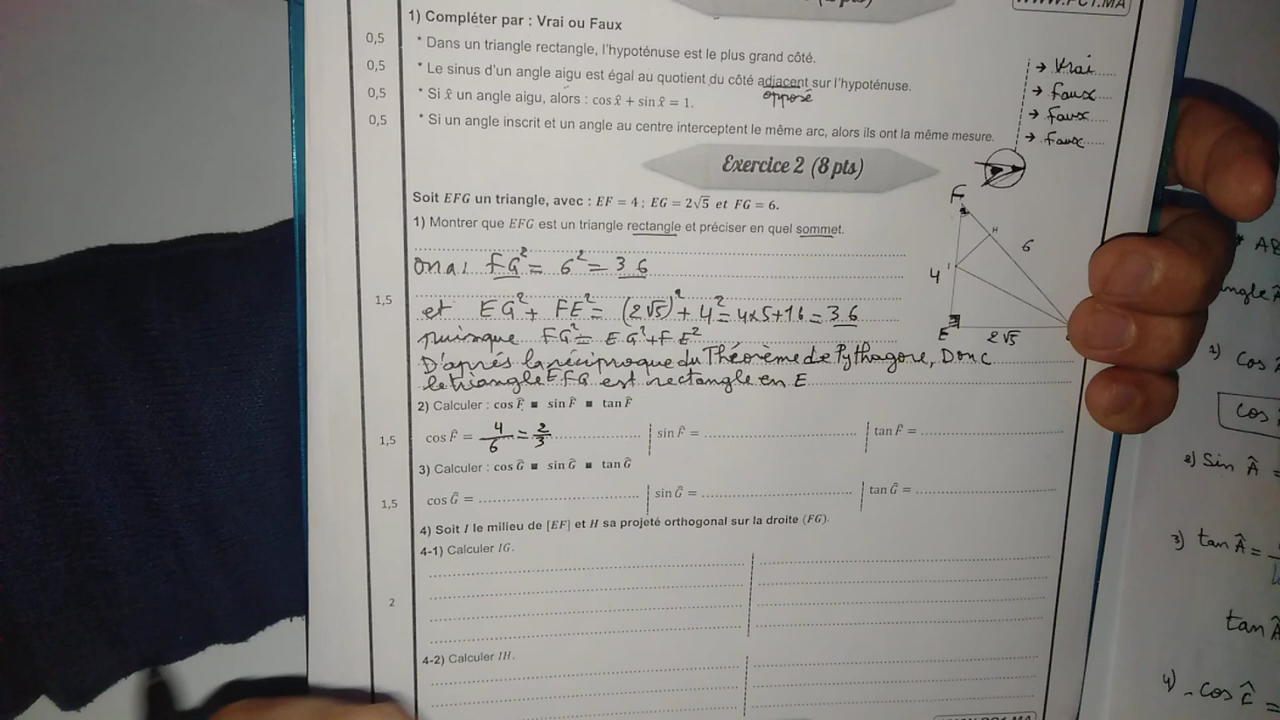 WWW.PC1.MA
1) Compléter par : Vrai ou Faux
0,5 * Dans un triangle rectangle, l'hypoténuse est le plus grand côté. → Vrai
0,5 * Le sinus d'un angle aigu est égal au quotient du côté adjacent sur l'hypoténuse. → Faux
opposé
0,5 * Si x̂ un angle aigu, alors : cos x̂ + sin x̂ = 1. → Faux
0,5 * Si un angle inscrit et un angle au centre interceptent le même arc, alors ils ont la même mesure. → Faux
Exercice 2 (8 pts)
Soit EFG un triangle, avec : EF = 4 ; EG = 2√5 et FG = 6.
1) Montrer que EFG est un triangle rectangle et préciser en quel sommet.
F
H
6
4
I
E
2√5
ona: FG² = 6² = 36
1,5 et EG² + FE² = (2√5)² + 4² = 4x5+16 = 36
puisque FG² = EG²+FE²
D'après la réciproque du Théorème de Pythagore, Donc
le triangle EFG est rectangle en E
2) Calculer : cos F̂ ■ sin F̂ ■ tan F̂
1,5 cos F̂ = 4/6 = 2/3 sin F̂ = tan F̂ =
3) Calculer : cos Ĝ ■ sin Ĝ ■ tan Ĝ
1,5 cos Ĝ = sin Ĝ = tan Ĝ =
4) Soit I le milieu de [EF] et H sa projeté orthogonal sur la droite (FG).
4-1) Calculer IG.
2
4-2) Calculer IH.
* AB
angle
1) Cos
cos
2) Sin Â =
3) tan Â =
tan Â
4) - Cos Ĉ =